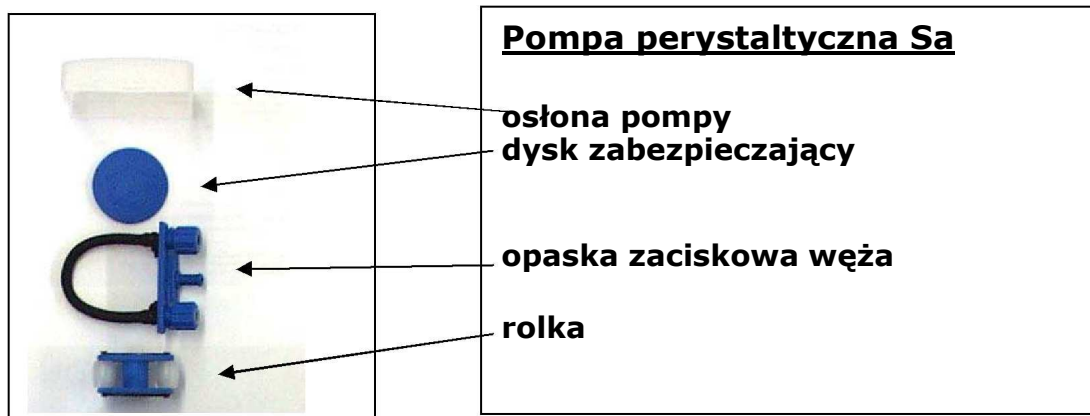 Pompa perystaltyczna Sa
osłona pompy
dysk zabezpieczający
opaska zaciskowa węża
rolka